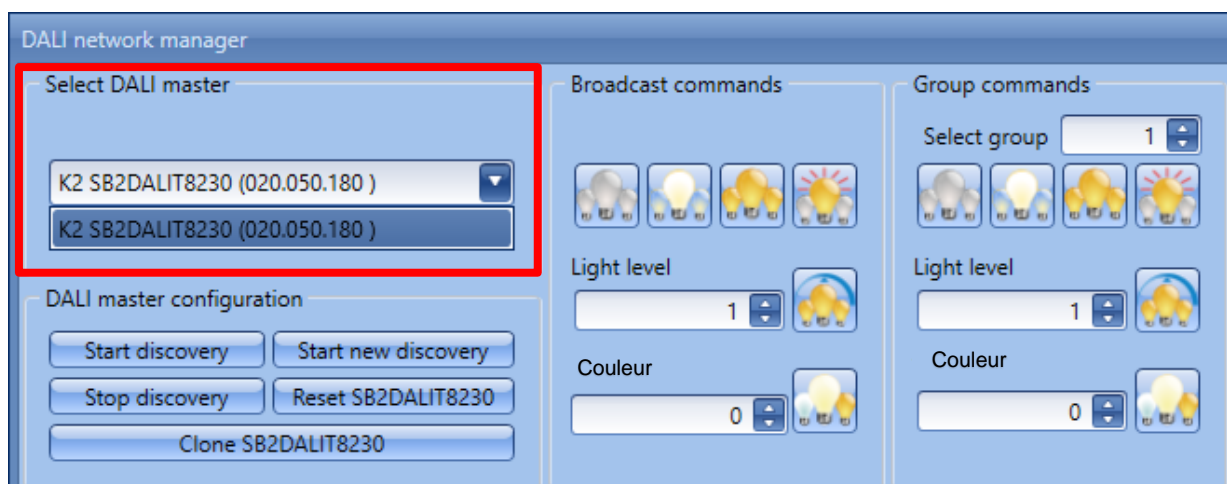 DALI network manager
Select DALI master
K2 SB2DALIT8230 (020.050.180 )
K2 SB2DALIT8230 (020.050.180 )
DALI master configuration
Start discovery
Start new discovery
Stop discovery
Reset SB2DALIT8230
Clone SB2DALIT8230
Broadcast commands
Light level
1
Couleur
0
Group commands
Select group 1
Light level
1
Couleur
0